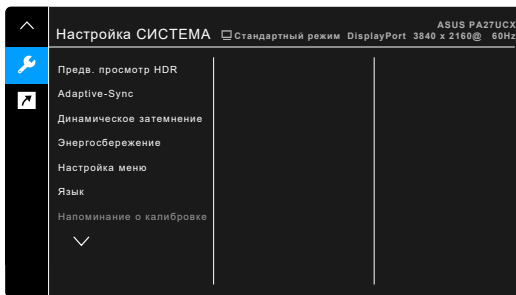 ASUS PA27UCX
Настройка СИСТЕМА Стандартный режим DisplayPort 3840 x 2160@ 60Hz
Предв. просмотр HDR
Adaptive-Sync
Динамическое затемнение
Энергосбережение
Настройка меню
Язык
Напоминание о калибровке